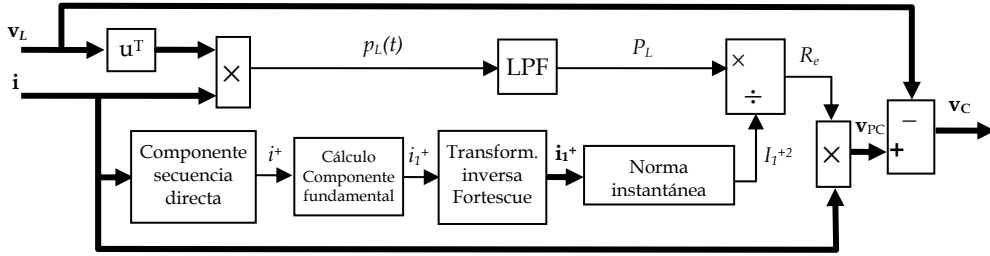 v_L
u^T
×
p_L(t)
LPF
P_L
×
÷
R_e
−
+
v_C
i
Componente
secuencia
directa
i^+
Cálculo
Componente
fundamental
i_1^+
Transform.
inversa
Fortescue
i_1^+
Norma
instantánea
I_1^{+2}
×
v_PC